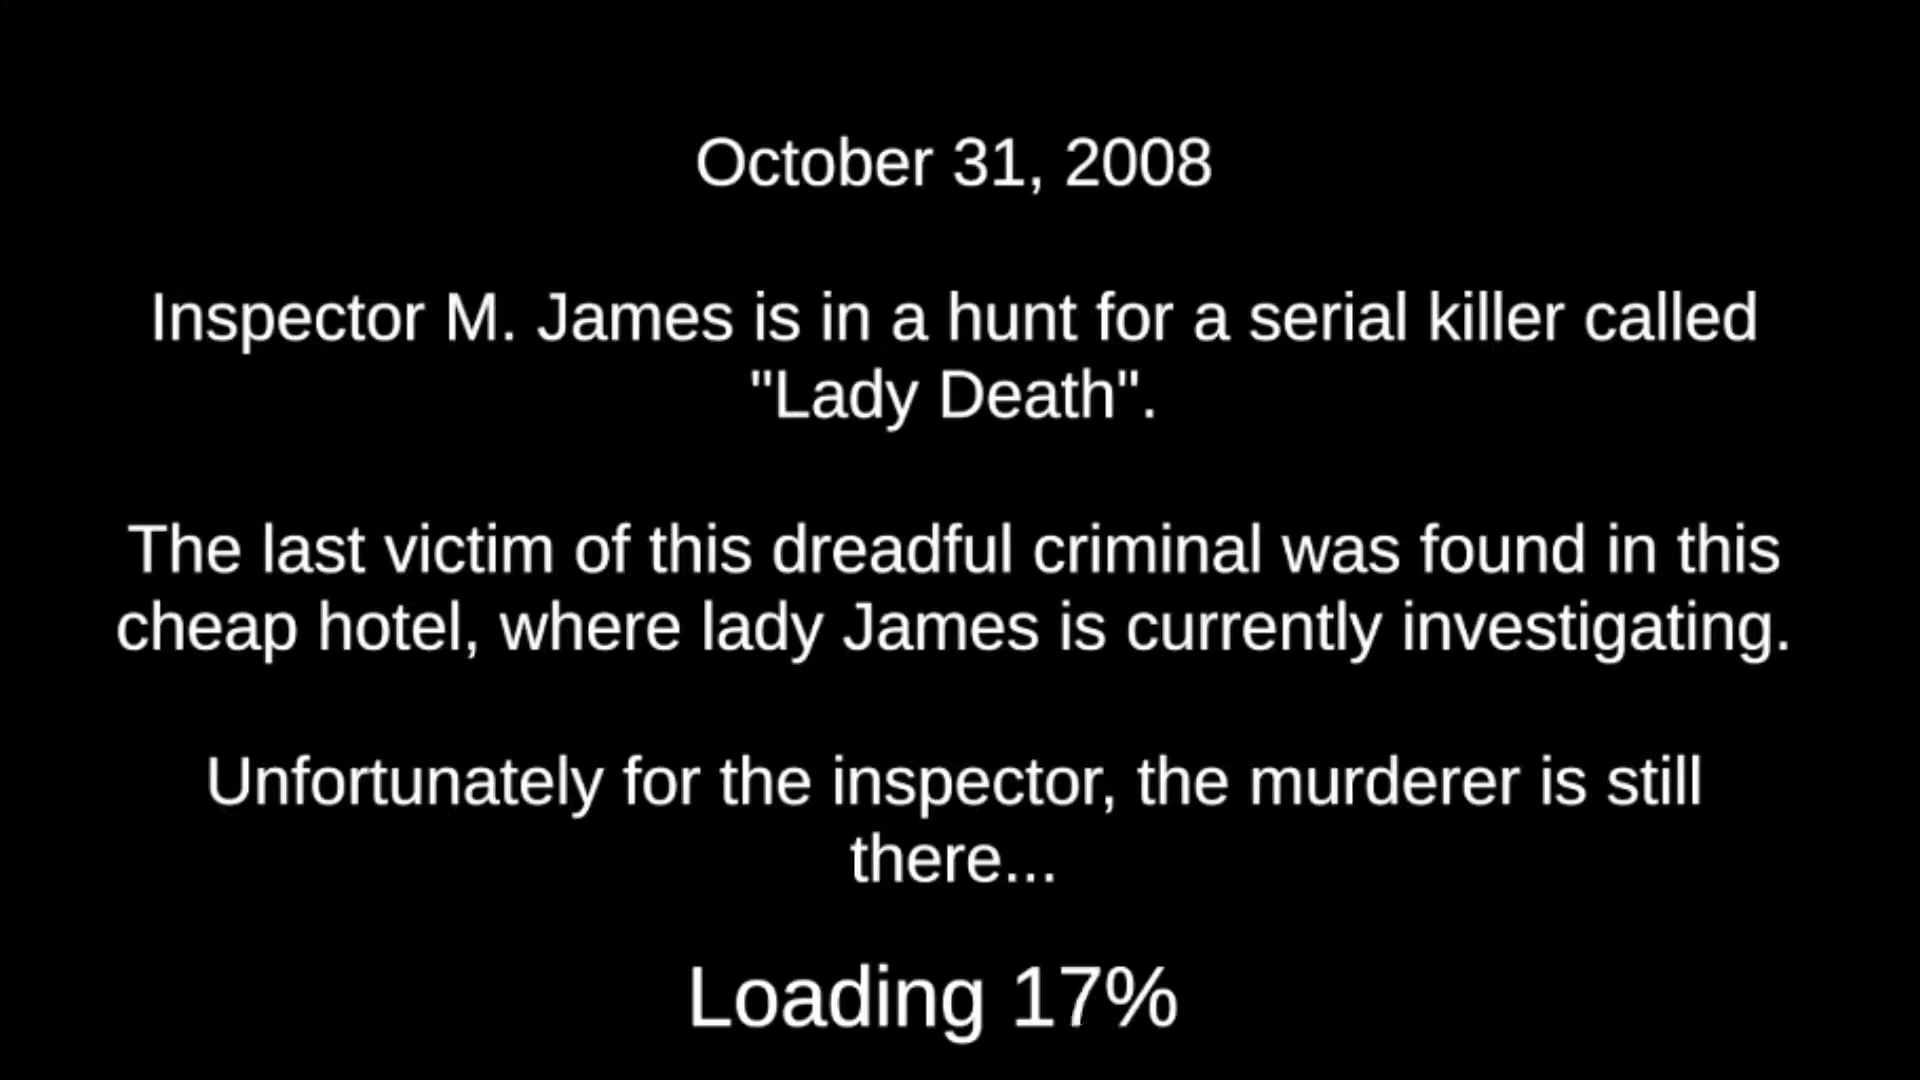 October 31, 2008
Inspector M. James is in a hunt for a serial killer called
"Lady Death".
The last victim of this dreadful criminal was found in this
cheap hotel, where lady James is currently investigating.
Unfortunately for the inspector, the murderer is still
there...
Loading 17%